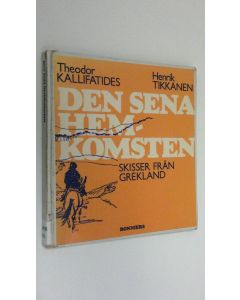 Theodor
KALLIFATIDES
Henrik
TIKKANEN
DEN SENA
HEM-
KOMSTEN
SKISSER FRÅN
GREKLAND
BONNIERS